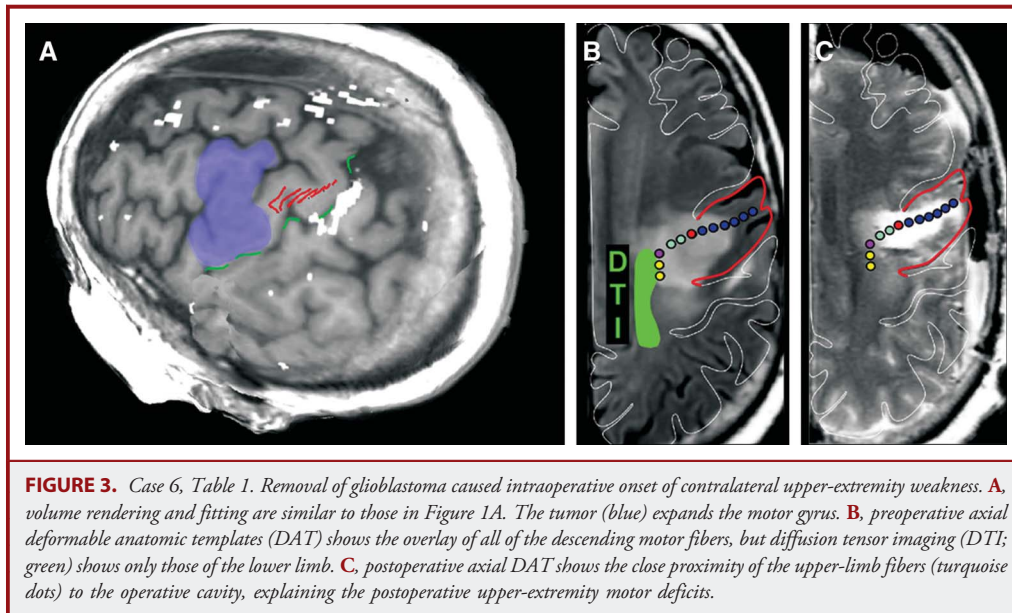 A
B
C
D
T
I
FIGURE 3. Case 6, Table 1. Removal of glioblastoma caused intraoperative onset of contralateral upper-extremity weakness. A,
volume rendering and fitting are similar to those in Figure 1A. The tumor (blue) expands the motor gyrus. B, preoperative axial
deformable anatomic templates (DAT) shows the overlay of all of the descending motor fibers, but diffusion tensor imaging (DTI;
green) shows only those of the lower limb. C, postoperative axial DAT shows the close proximity of the upper-limb fibers (turquoise
dots) to the operative cavity, explaining the postoperative upper-extremity motor deficits.